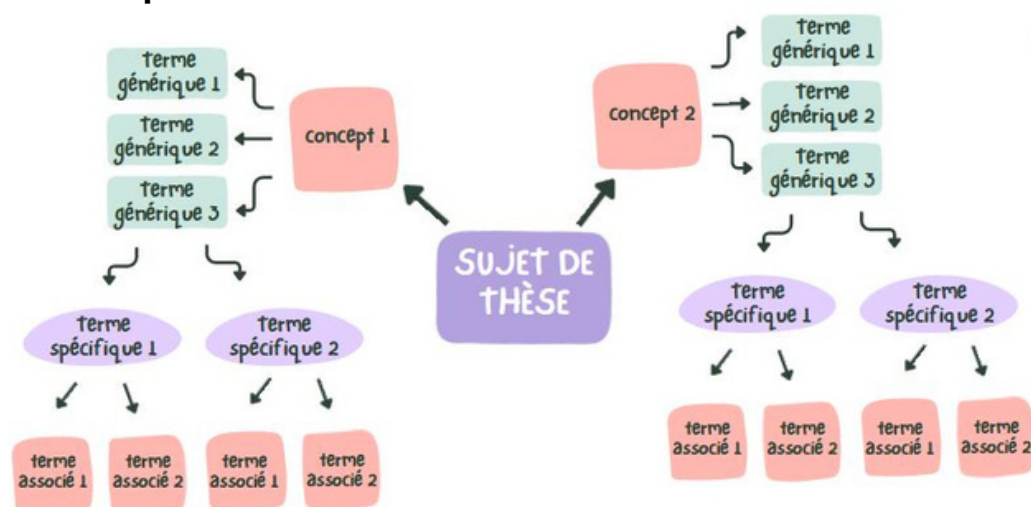 terme
générique 1
terme
générique 2
terme
générique 3
concept 1
concept 2
terme
générique 1
terme
générique 2
terme
générique 3
SUJET DE
THÈSE
terme
spécifique 1
terme
spécifique 2
terme
spécifique 1
terme
spécifique 2
terme
associé 1
terme
associé 2
terme
associé 1
terme
associé 2
terme
associé 1
terme
associé 2
terme
associé 1
terme
associé 2